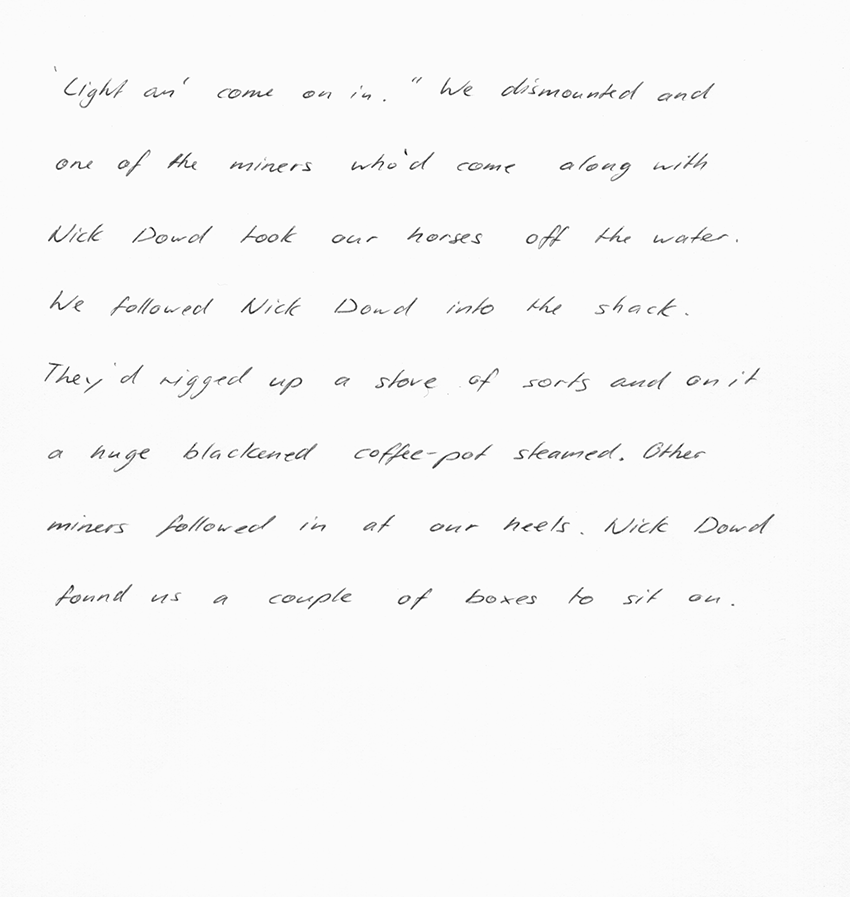 'Light an' come on in." We dismounted and
one of the miners who'd come along with
Nick Dowd took our horses off the water.
We followed Nick Dowd into the shack.
They'd rigged up a stove of sorts and on it
a huge blackened coffee-pot steamed. Other
miners followed in at our heels. Nick Dowd
found us a couple of boxes to sit on.